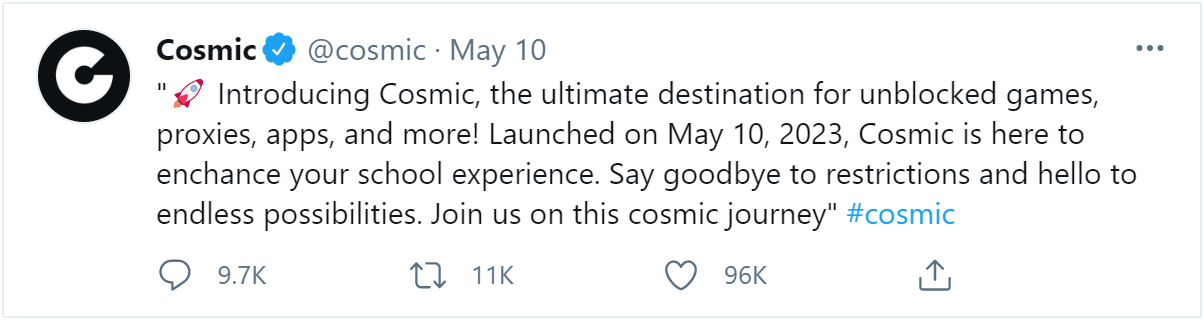 Cosmic @cosmic · May 10
"🚀 Introducing Cosmic, the ultimate destination for unblocked games,
proxies, apps, and more! Launched on May 10, 2023, Cosmic is here to
enchance your school experience. Say goodbye to restrictions and hello to
endless possibilities. Join us on this cosmic journey" #cosmic
9.7K 11K 96K